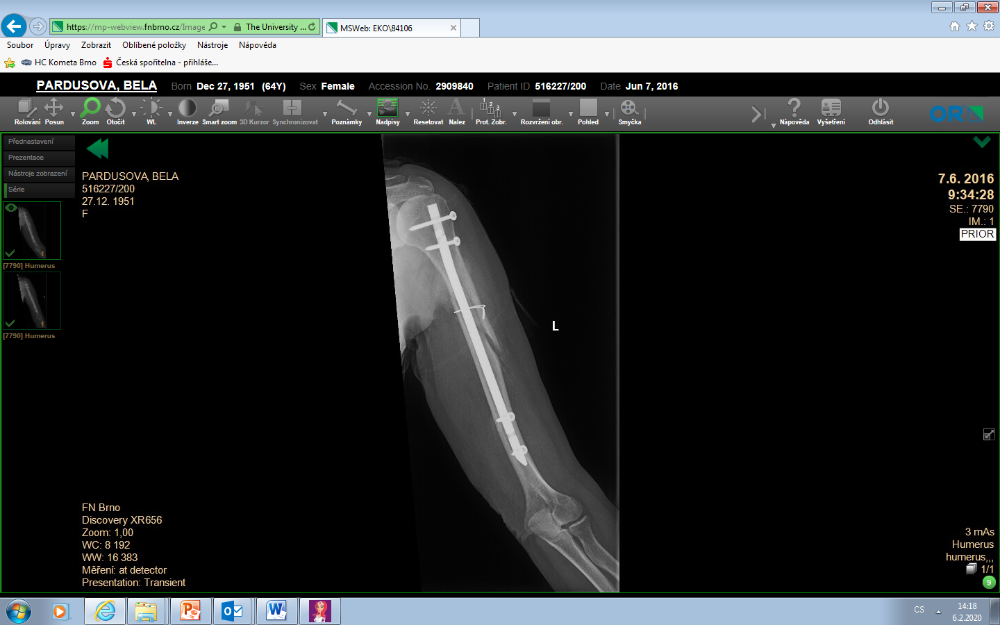 https://mp-webview.fnbrno.cz/Image
The University ...
MSWeb: EKO\84106
Soubor Úpravy Zobrazit Oblíbené položky Nástroje Nápověda
HC Kometa Brno Česká spořitelna - přihláše...
PARDUSOVA, BELA Born Dec 27, 1951 (64Y) Sex Female Accession No. 2909840 Patient ID 516227/200 Date Jun 7, 2016
Rolování Posun Zoom Otočit WL Inverze Smart zoom 3D Kurzor Synchronizovat Poznámky Nadpisy Resetovat Nalez Prot. Zobr. Rozvržení obr. Pohled Smyčka Nápověda Vyšetření Odhlásit
Přednastavení
Prezentace
Nástroje zobrazení
Série
1
[7790] Humerus
1
[7790] Humerus
PARDUSOVA, BELA
516227/200
27.12. 1951
F
7.6. 2016
9:34:28
SE.: 7790
IM.: 1
PRIOR
L
FN Brno
Discovery XR656
Zoom: 1,00
WC: 8 192
WW: 16 383
Měření: at detector
Presentation: Transient
3 mAs
Humerus
humerus,,,
1/1
9
CS
14:18
6.2.2020